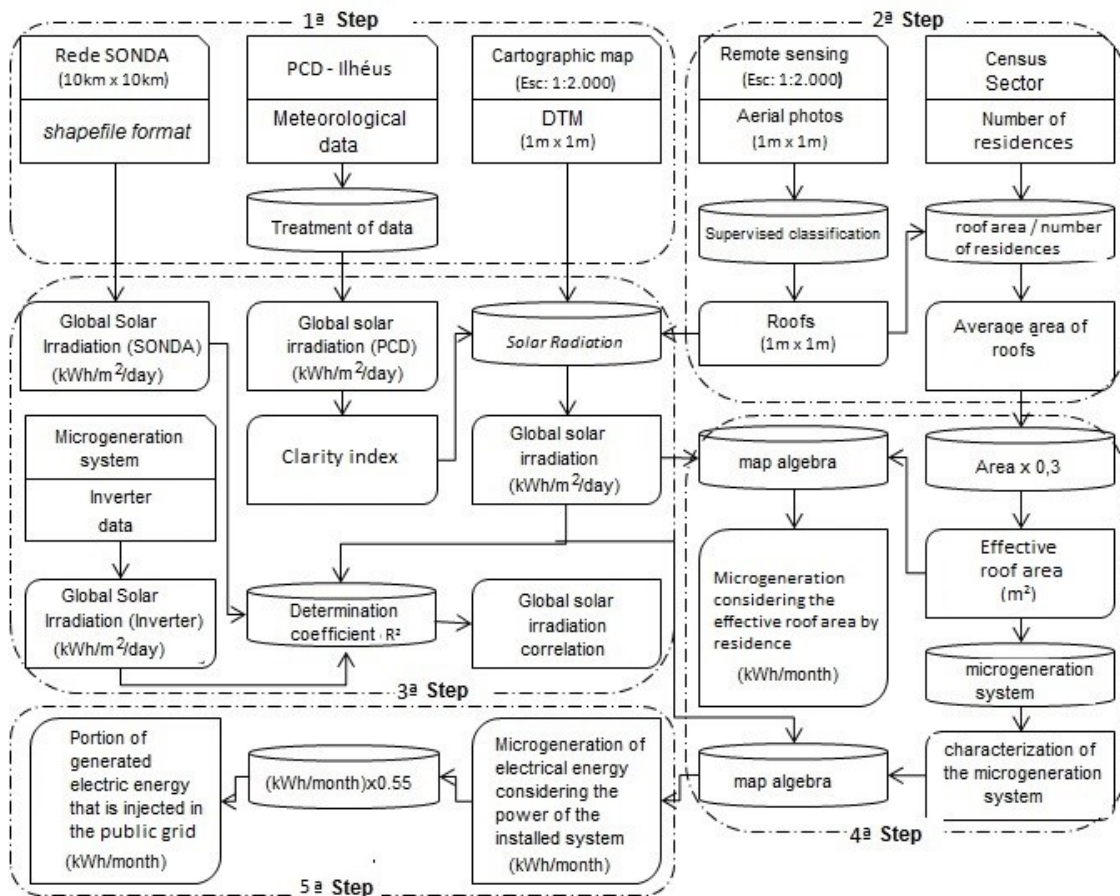 1ª Step
2ª Step
Rede SONDA
(10km x 10km)
shapefile format
PCD - Ilhéus
Meteorological
data
Treatment of data
Cartographic map
(Esc: 1:2.000)
DTM
(1m x 1m)
Remote sensing
(Esc: 1:2.000)
Aerial photos
(1m x 1m)
Supervised classification
Roofs
(1m x 1m)
Census
Sector
Number of
residences
roof area / number
of residences
Average area of
roofs
Global Solar
Irradiation (SONDA)
(kWh/m²/day)
Global solar
irradiation (PCD)
(kWh/m²/day)
Solar Radiation
Microgeneration
system
Inverter
data
Clarity index
Global solar
irradiation
(kWh/m²/day)
Global Solar
Irradiation (Inverter)
(kWh/m²/day)
Determination
coefficient R²
Global solar
irradiation
correlation
3ª Step
map algebra
Area x 0,3
Microgeneration
considering the
effective roof area by
residence
(kWh/month)
Effective
roof area
(m²)
microgeneration
system
map algebra
characterization of
the microgeneration
system
4ª Step
Portion of
generated
electric energy
that is injected in
the public grid
(kWh/month)
(kWh/month)x0.55
Microgeneration of
electrical energy
considering the
power of the
installed system
(kWh/month)
5ª Step